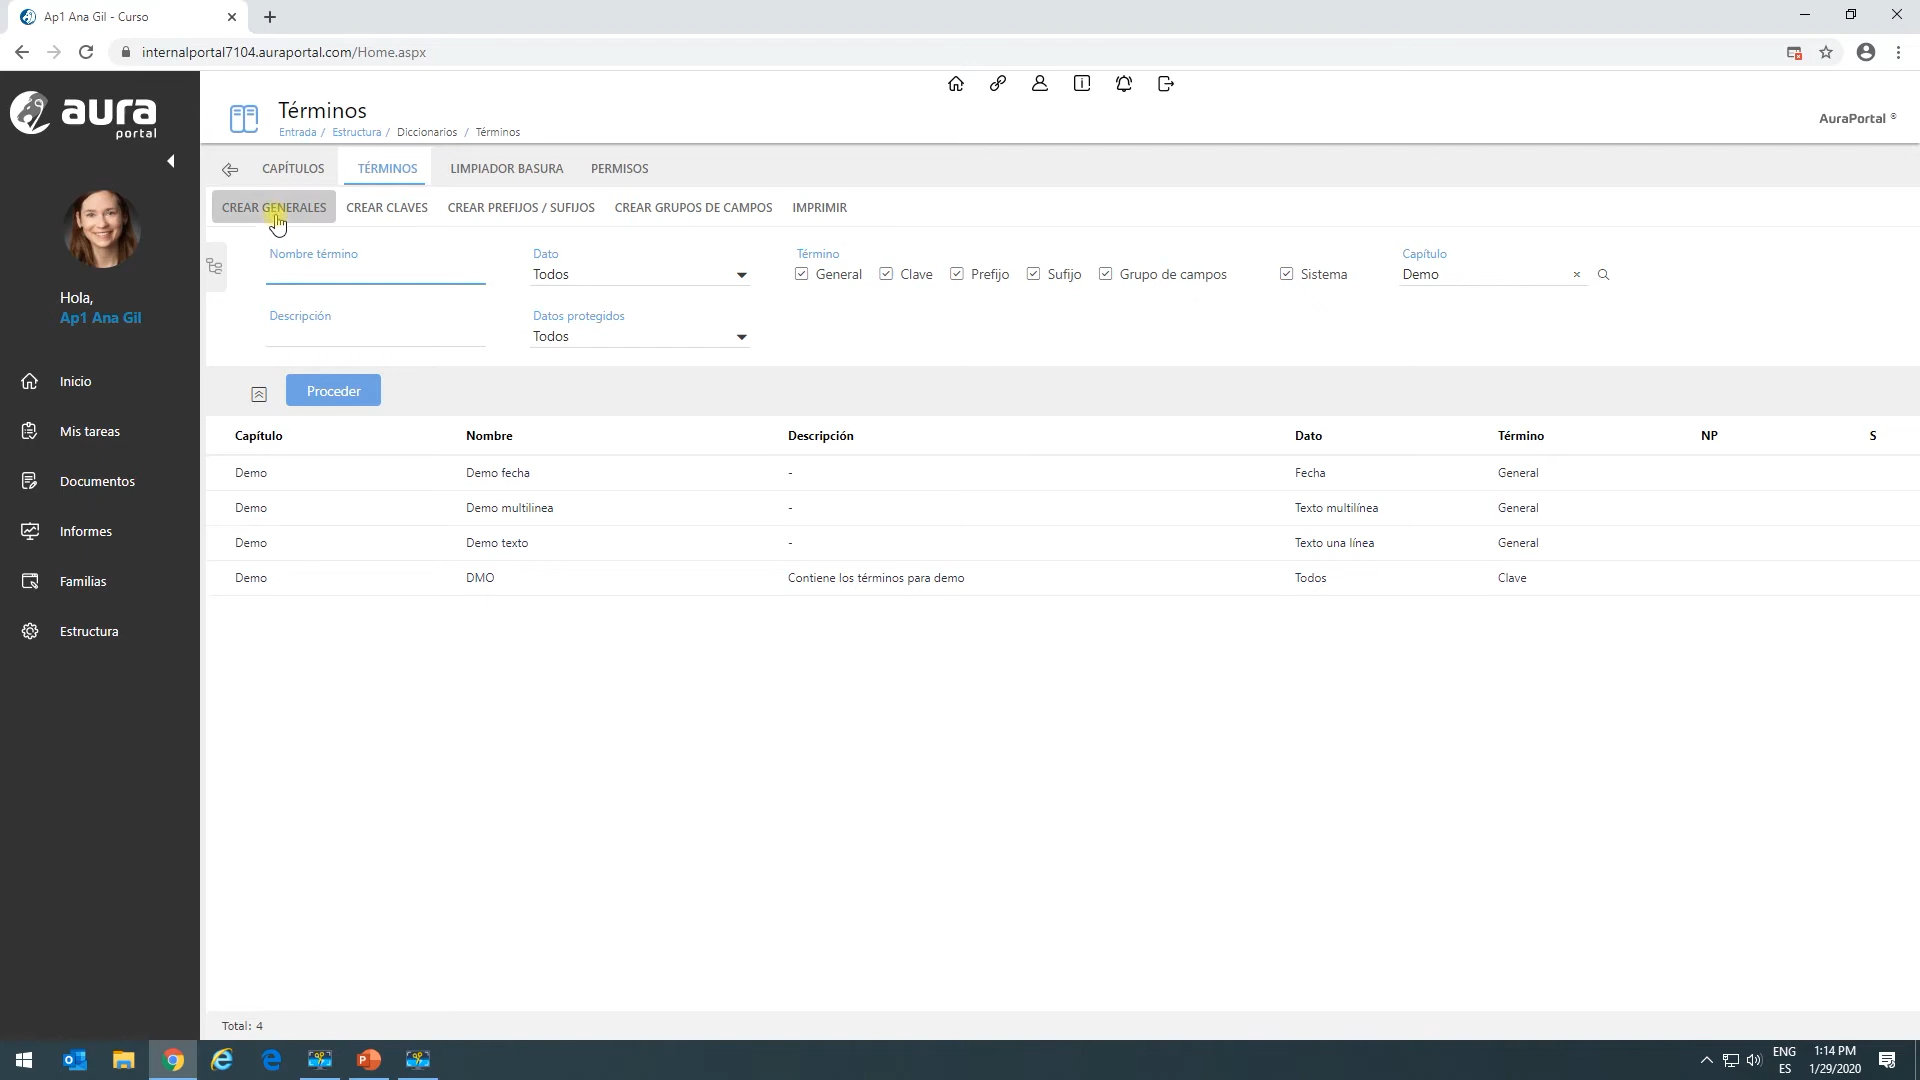 Ap1 Ana Gil - Curso
internalportal7104.auraportal.com/Home.aspx
aura
portal
Términos
Entrada / Estructura / Diccionarios / Términos
AuraPortal ®
CAPÍTULOS TÉRMINOS LIMPIADOR BASURA PERMISOS
CREAR GENERALES CREAR CLAVES CREAR PREFIJOS / SUFIJOS CREAR GRUPOS DE CAMPOS IMPRIMIR
Nombre término Dato Término Capítulo
Todos General Clave Prefijo Sufijo Grupo de campos Sistema Demo
Descripción Datos protegidos
Todos
Hola,
Ap1 Ana Gil
Inicio
Mis tareas
Documentos
Informes
Familias
Estructura
Proceder
Capítulo Nombre Descripción Dato Término NP S
Demo Demo fecha - Fecha General
Demo Demo multilinea - Texto multilínea General
Demo Demo texto - Texto una línea General
Demo DMO Contiene los términos para demo Todos Clave
Total: 4
ENG
ES
1:14 PM
1/29/2020